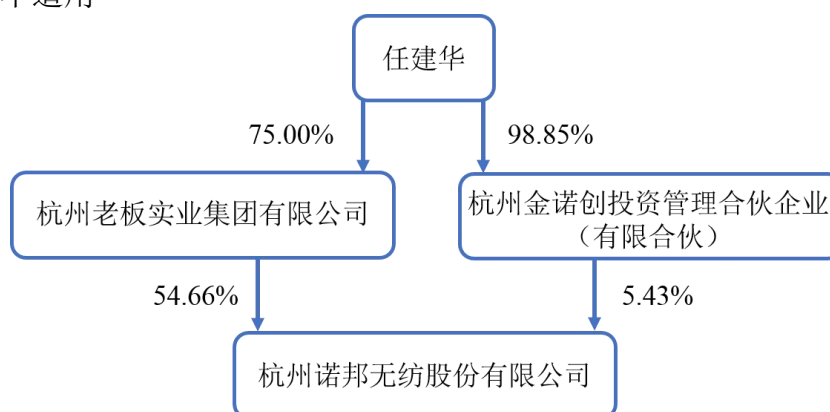 任建华
75.00%
98.85%
杭州老板实业集团有限公司
杭州金诺创投资管理合伙企业
（有限合伙）
54.66%
5.43%
杭州诺邦无纺股份有限公司